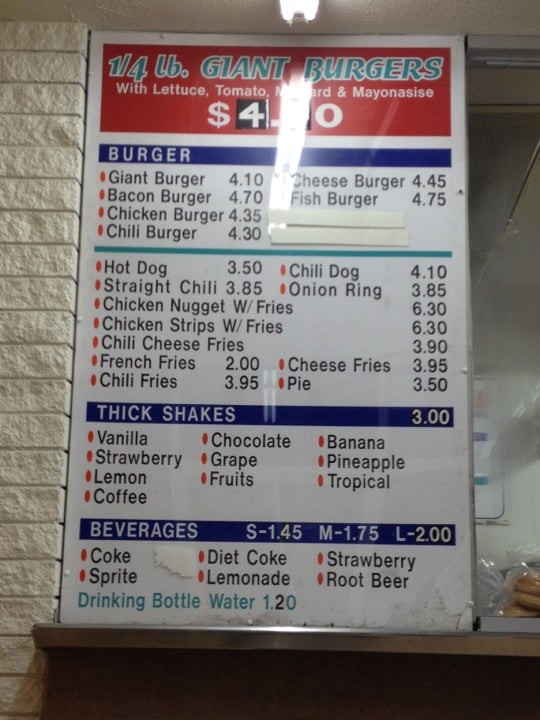 1/4 lb. GIANT BURGERS
With Lettuce, Tomato, & Mayonasise
$4. 0
BURGER
Giant Burger 4.10 Cheese Burger 4.45
Bacon Burger 4.70 Fish Burger 4.75
Chicken Burger 4.35
Chili Burger 4.30
Hot Dog 3.50 Chili Dog 4.10
Straight Chili 3.85 Onion Ring 3.85
Chicken Nugget W/ Fries 6.30
Chicken Strips W/ Fries 6.30
Chili Cheese Fries 3.90
French Fries 2.00 Cheese Fries 3.95
Chili Fries 3.95 Pie 3.50
THICK SHAKES 3.00
Vanilla Chocolate Banana
Strawberry Grape Pineapple
Lemon Fruits Tropical
Coffee
BEVERAGES S-1.45 M-1.75 L-2.00
Coke Diet Coke Strawberry
Sprite Lemonade Root Beer
Drinking Bottle Water 1.20